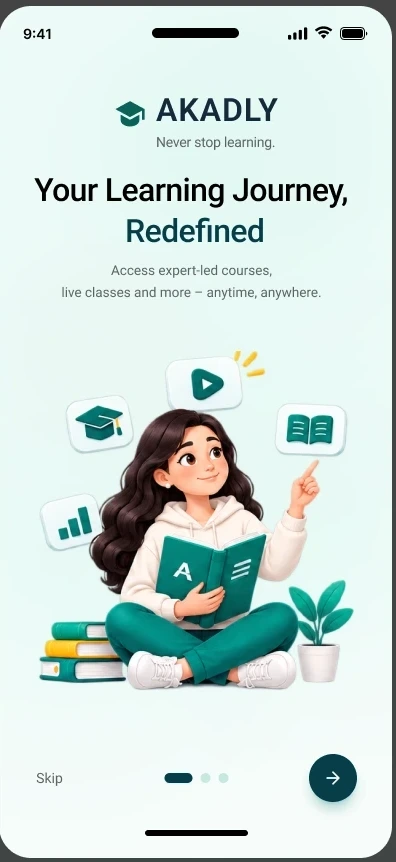 9:41
AKADLY
Never stop learning.
Your Learning Journey,
Redefined
Access expert-led courses,
live classes and more – anytime, anywhere.
A
Skip